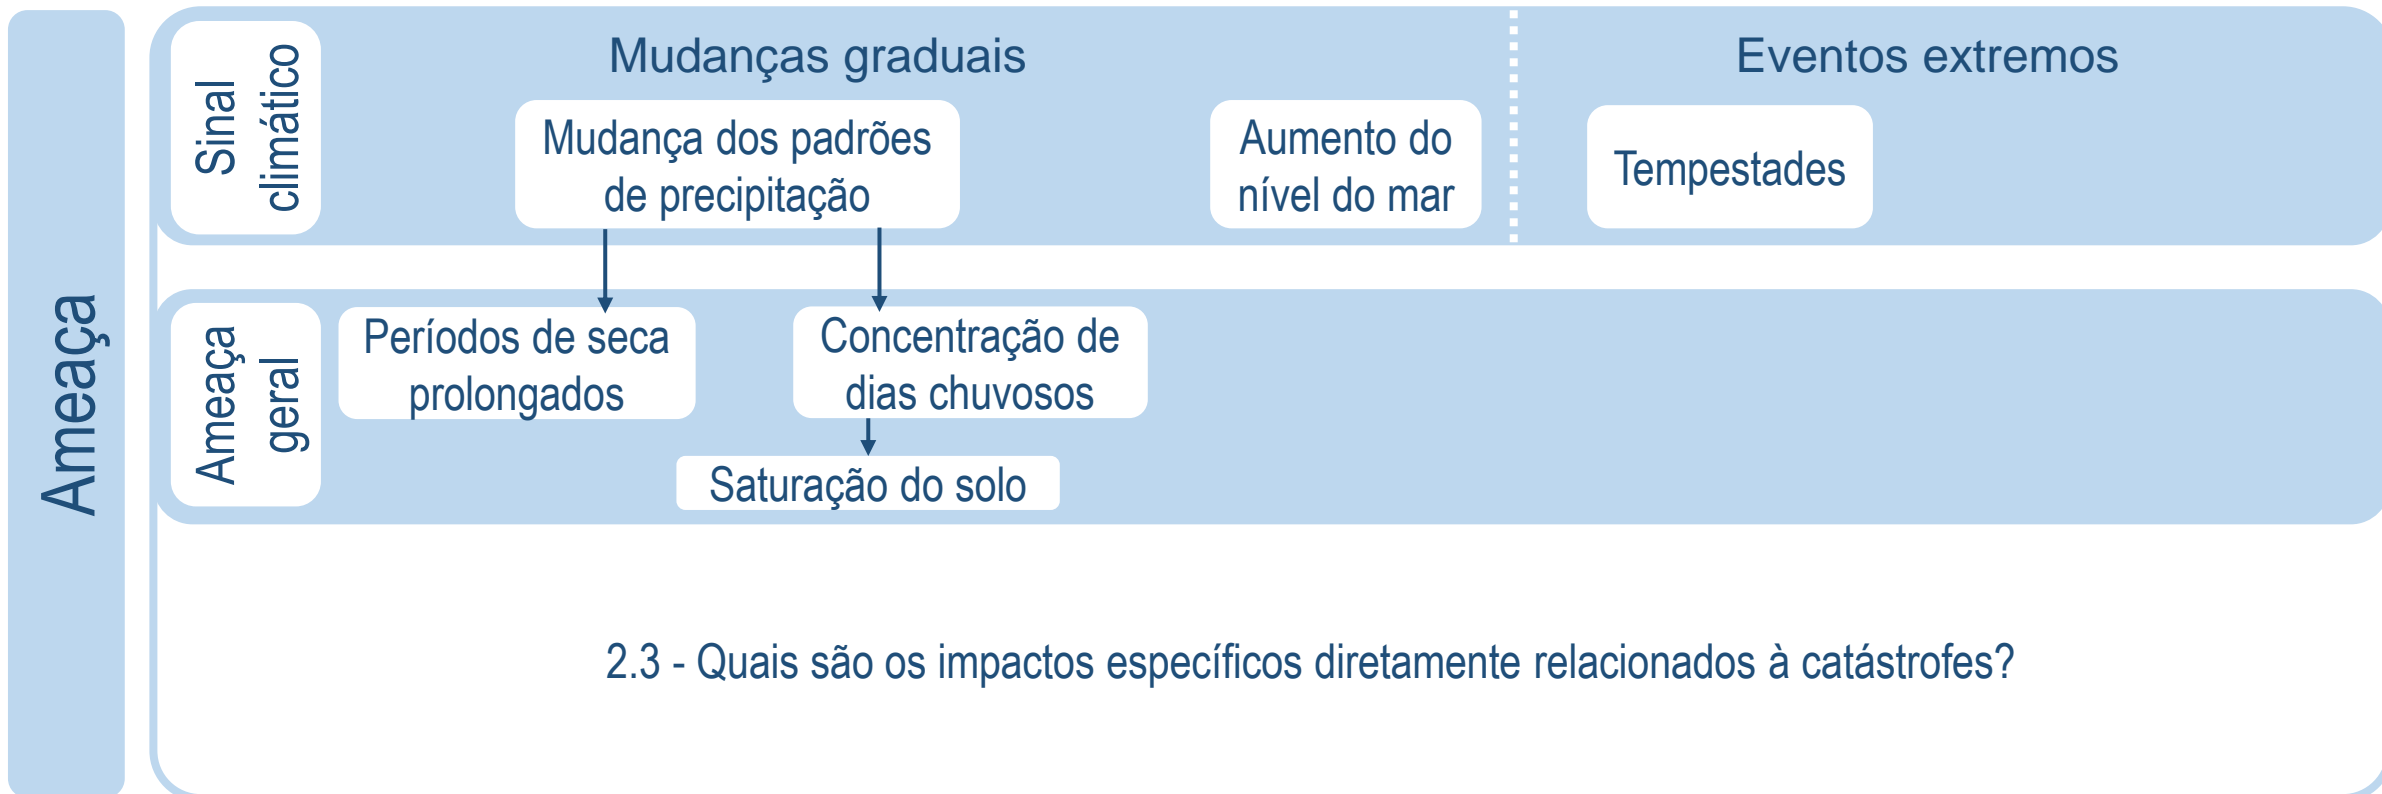 Ameaça
Sinal
climático
Mudanças graduais
Eventos extremos
Mudança dos padrões
de precipitação
Aumento do
nível do mar
Tempestades
Ameaça
geral
Períodos de seca
prolongados
Concentração de
dias chuvosos
Saturação do solo
2.3 - Quais são os impactos específicos diretamente relacionados à catástrofes?